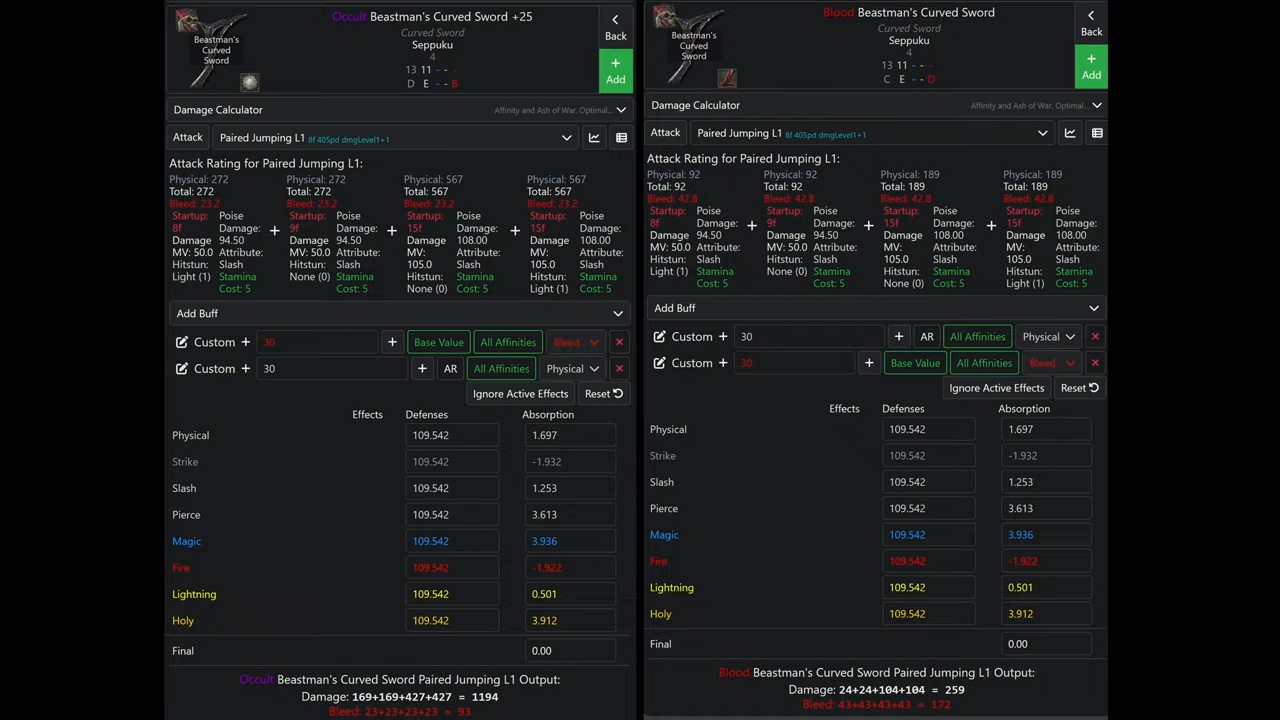 Occult Beastman's Curved Sword +25
Curved Sword
Seppuku
4
13 11 - - -
D E - - B
Beastman's
Curved
Sword
Back
+
Add
Damage Calculator
Affinity and Ash of War, Optimal...
Attack
Paired Jumping L1 8f 405pd dmgLevel1+1
Attack Rating for Paired Jumping L1:
Physical: 272 Physical: 272 Physical: 567 Physical: 567
Total: 272 Total: 272 Total: 567 Total: 567
Bleed: 23.2 Bleed: 23.2 Bleed: 23.2 Bleed: 23.2
Startup: Poise Startup: Poise Startup: Poise Startup: Poise
8f Damage: 9f Damage: 15f Damage: 15f Damage:
Damage 94.50 + Damage 94.50 + Damage 108.00 + Damage 108.00
MV: 50.0 Attribute: MV: 50.0 Attribute: MV: Attribute: MV: Attribute:
Hitstun: Slash Hitstun: Slash 105.0 Slash 105.0 Slash
Light (1) Stamina None (0) Stamina Hitstun: Stamina Hitstun: Stamina
Cost: 5 Cost: 5 None (0) Cost: 5 Light (1) Cost: 5
Add Buff
Custom + 30 + Base Value All Affinities Bleed
Custom + 30 + AR All Affinities Physical
Ignore Active Effects Reset
Effects Defenses Absorption
Physical 109.542 1.697
Strike 109.542 -1.932
Slash 109.542 1.253
Pierce 109.542 3.613
Magic 109.542 3.936
Fire 109.542 -1.922
Lightning 109.542 0.501
Holy 109.542 3.912
Final 0.00
Occult Beastman's Curved Sword Paired Jumping L1 Output:
Damage: 169+169+427+427 = 1194
Bleed: 23+23+23+23 = 93
Blood Beastman's Curved Sword
Curved Sword
Seppuku
4
13 11 - - -
C E - - D
Beastman's
Curved
Sword
Back
+
Add
Damage Calculator
Affinity and Ash of War, Optimal...
Attack
Paired Jumping L1 8f 405pd dmgLevel1+1
Attack Rating for Paired Jumping L1:
Physical: 92 Physical: 92 Physical: 189 Physical: 189
Total: 92 Total: 92 Total: 189 Total: 189
Bleed: 42.8 Bleed: 42.8 Bleed: 42.8 Bleed: 42.8
Startup: Poise Startup: Poise Startup: Poise Startup: Poise
8f Damage: 9f Damage: 15f Damage: 15f Damage:
Damage 94.50 + Damage 94.50 + Damage 108.00 + Damage 108.00
MV: 50.0 Attribute: MV: 50.0 Attribute: MV: Attribute: MV: Attribute:
Hitstun: Slash Hitstun: Slash 105.0 Slash 105.0 Slash
Light (1) Stamina None (0) Stamina Hitstun: Stamina Hitstun: Stamina
Cost: 5 Cost: 5 None (0) Cost: 5 Light (1) Cost: 5
Add Buff
Custom + 30 + AR All Affinities Physical
Custom + 30 + Base Value All Affinities Bleed
Ignore Active Effects Reset
Effects Defenses Absorption
Physical 109.542 1.697
Strike 109.542 -1.932
Slash 109.542 1.253
Pierce 109.542 3.613
Magic 109.542 3.936
Fire 109.542 -1.922
Lightning 109.542 0.501
Holy 109.542 3.912
Final 0.00
Blood Beastman's Curved Sword Paired Jumping L1 Output:
Damage: 24+24+104+104 = 259
Bleed: 43+43+43+43 = 172